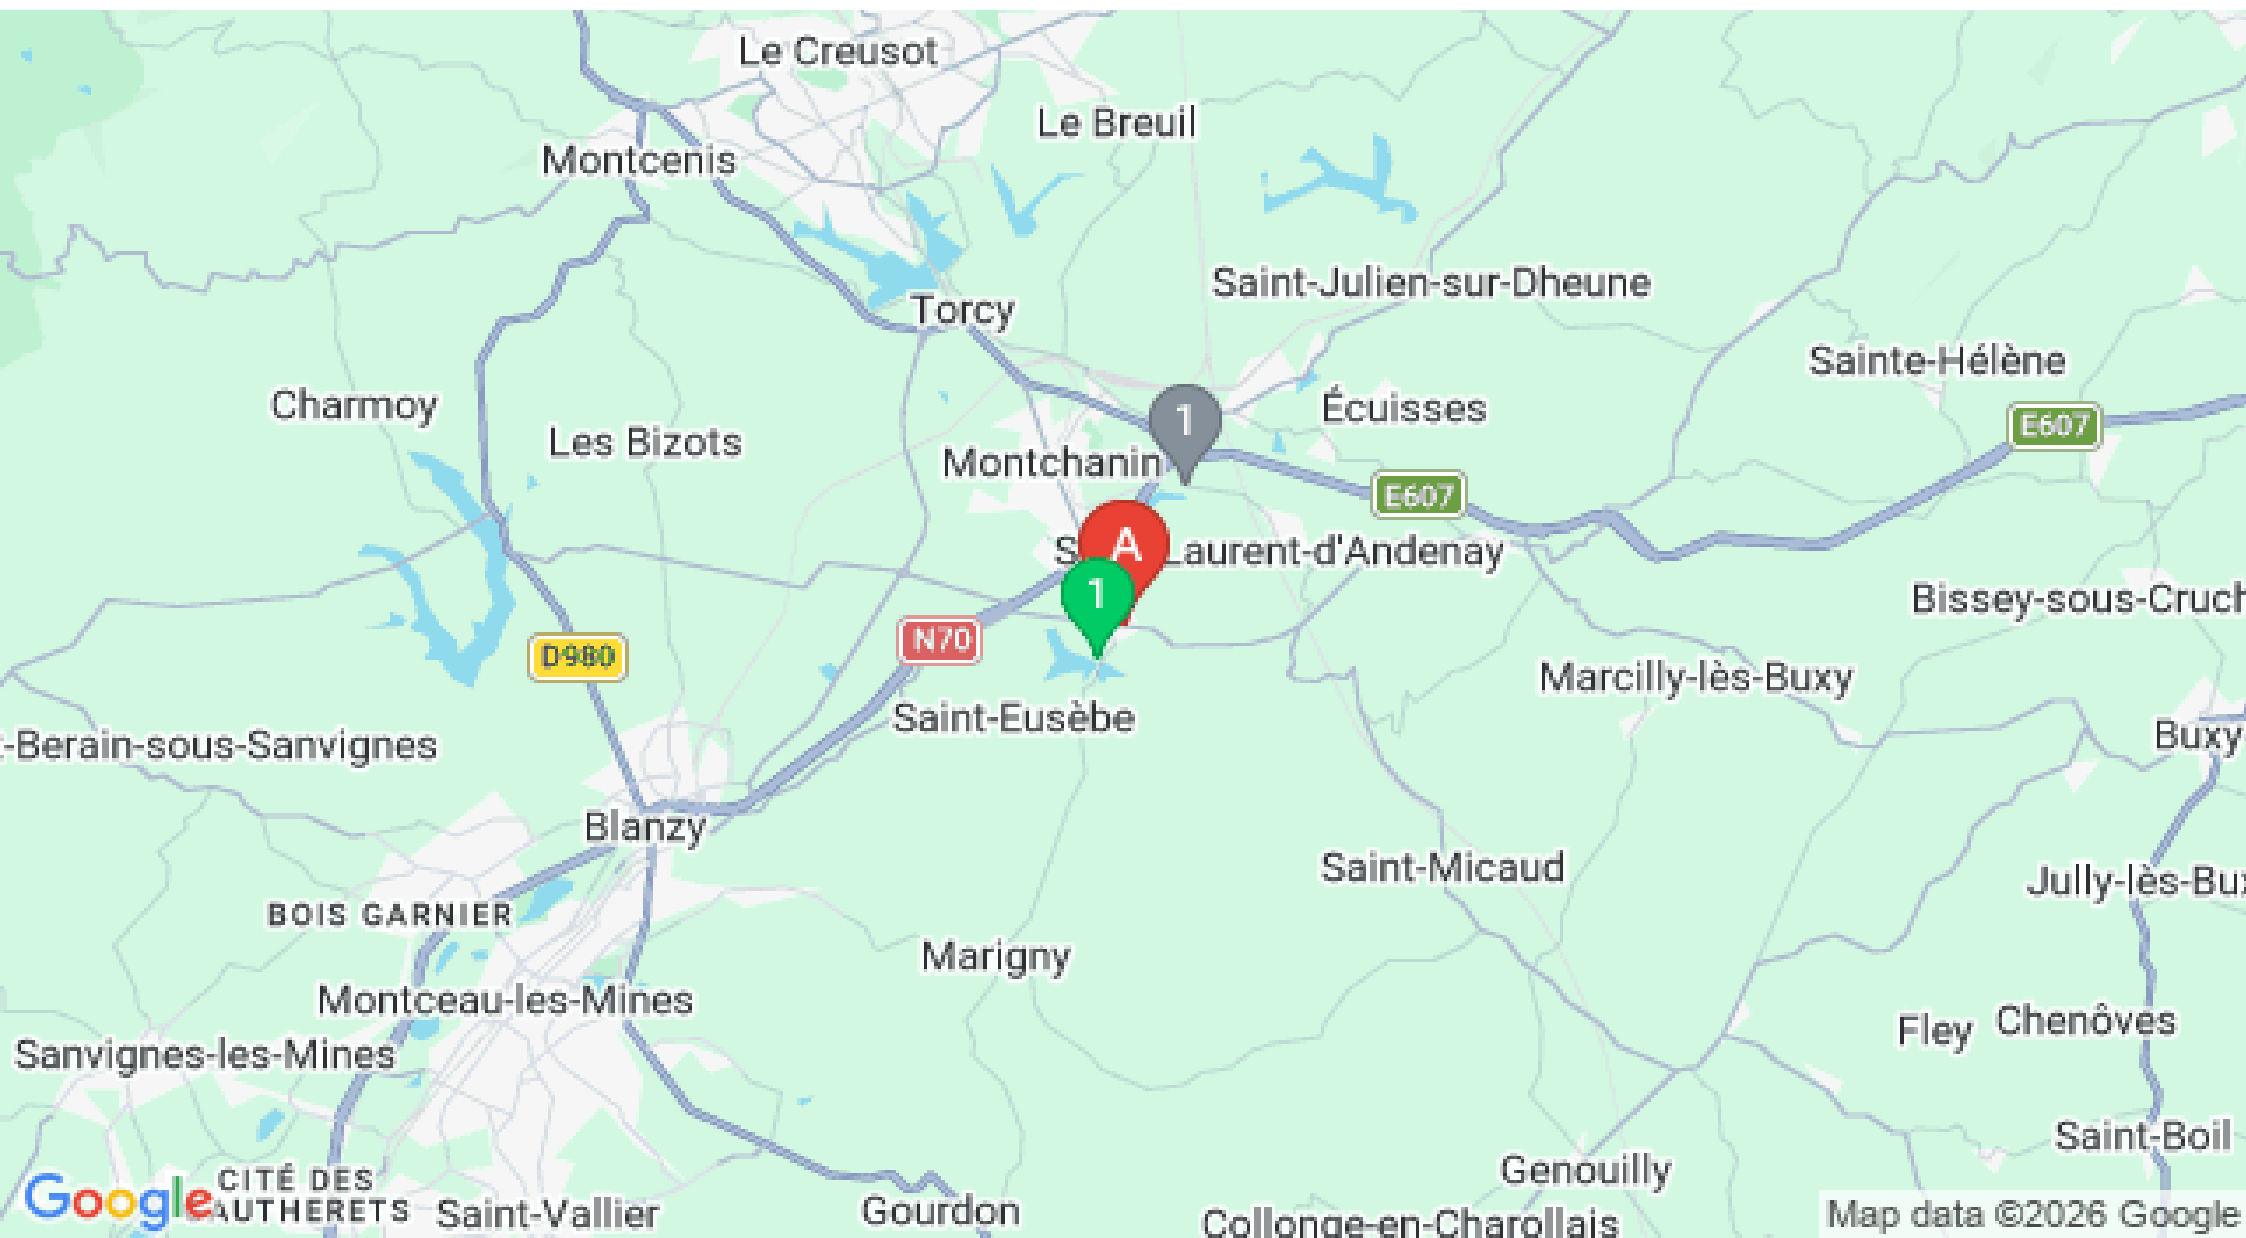 Le Creusot
Le Breuil
Montcenis
Saint-Julien-sur-Dheune
Torcy
Sainte-Hélène
Charmoy
Écuisses
1
E607
Les Bizots
Montchanin
E607
A
Laurent-d'Andenay
1
Bissey-sous-Cruch
N70
D980
Marcilly-lès-Buxy
Saint-Eusèbe
-Berain-sous-Sanvignes
Buxy
Blanzy
Saint-Micaud
Jully-lès-Bux
BOIS GARNIER
Marigny
Montceau-les-Mines
Fley
Chenôves
Sanvignes-les-Mines
Saint-Boil
Genouilly
CITÉ DES
AUTHERETS
Google
Saint-Vallier
Gourdon
Collonge-en-Charollais
Map data ©2026 Google